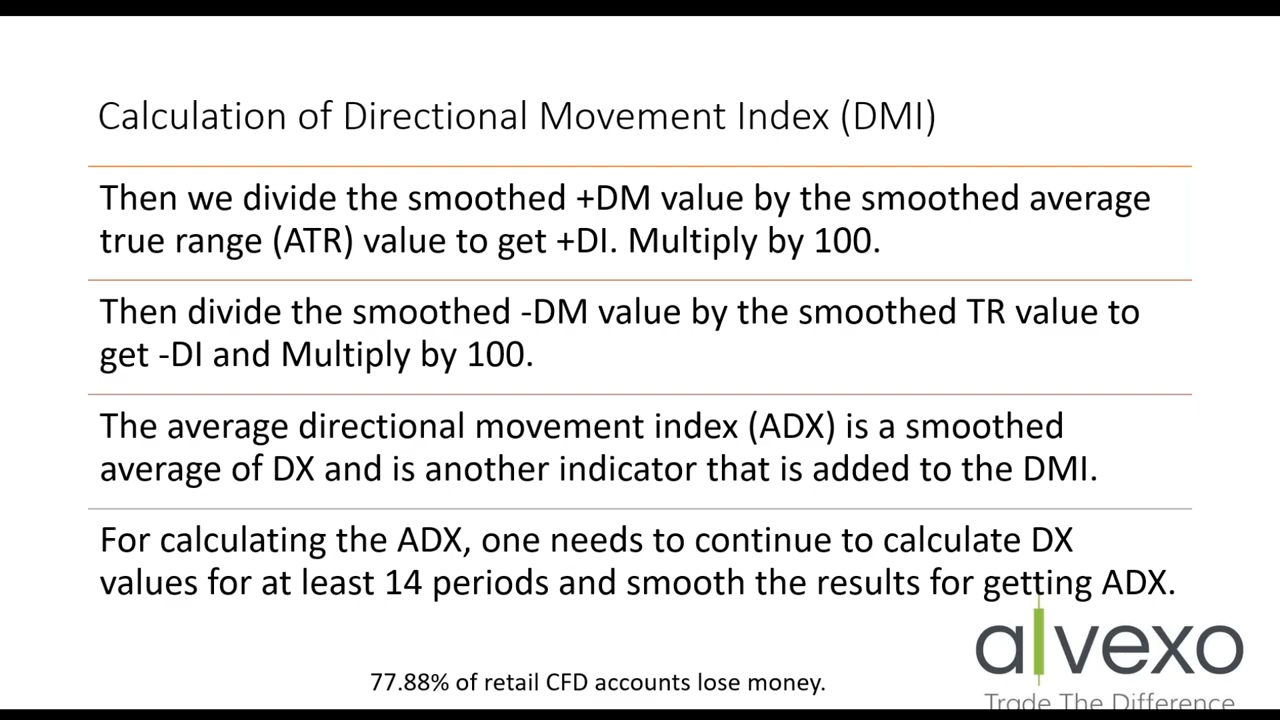 Calculation of Directional Movement Index (DMI)
Then we divide the smoothed +DM value by the smoothed average
true range (ATR) value to get +DI. Multiply by 100.
Then divide the smoothed -DM value by the smoothed TR value to
get -DI and Multiply by 100.
The average directional movement index (ADX) is a smoothed
average of DX and is another indicator that is added to the DMI.
For calculating the ADX, one needs to continue to calculate DX
values for at least 14 periods and smooth the results for getting ADX.
alvexo
Trade The Difference
77.88% of retail CFD accounts lose money.